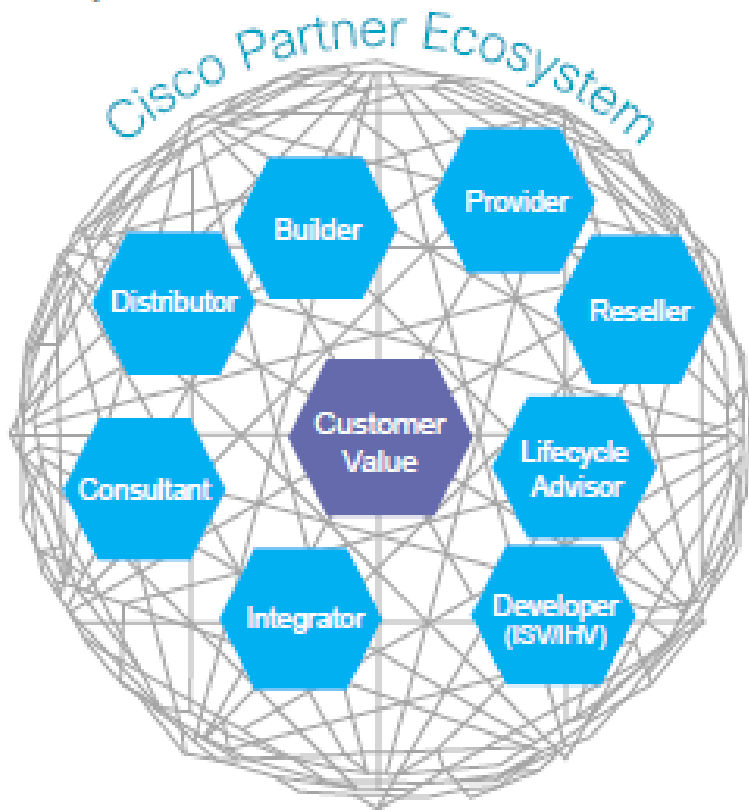 Cisco Partner Ecosystem
Provider
Builder
Distributor
Reseller
Customer
Value
Lifecycle
Advisor
Consultant
Integrator
Developer
(ISV/IHV)